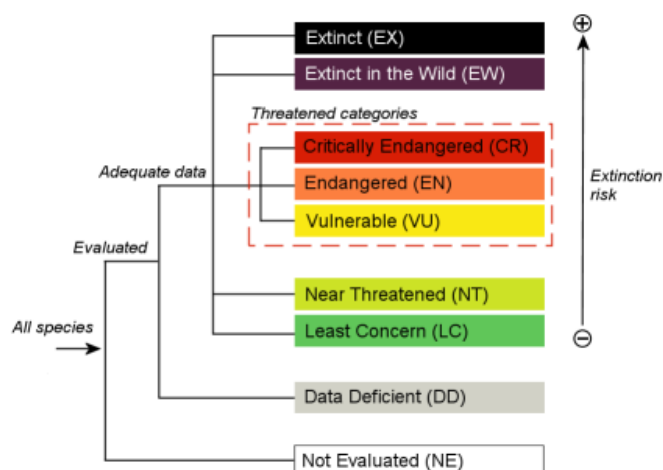 Extinct (EX)
Extinct in the Wild (EW)
Threatened categories
Critically Endangered (CR)
Adequate data
Endangered (EN)
Extinction
risk
Vulnerable (VU)
Evaluated
Near Threatened (NT)
All species
Least Concern (LC)
Data Deficient (DD)
Not Evaluated (NE)